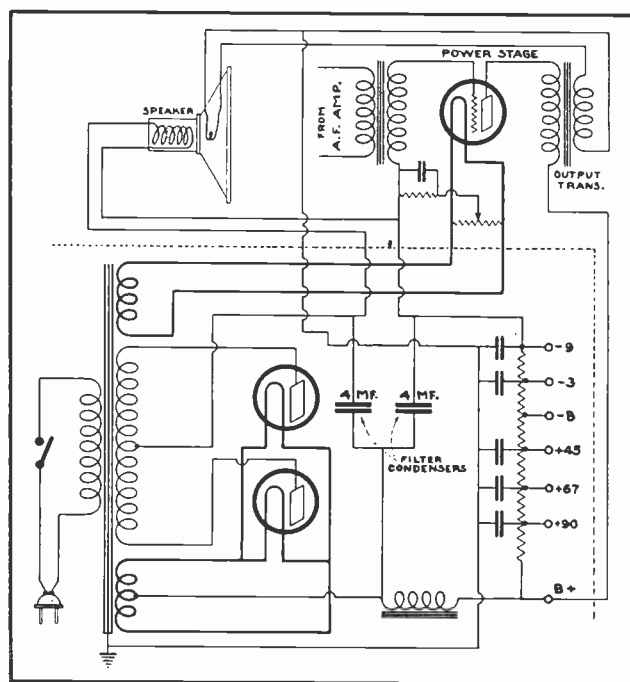 POWER STAGE
SPEAKER
FROM
A.F. AMP.
OUTPUT
TRANS.
-9
4 MF.
4 MF.
-3
-B
FILTER
CONDENSERS
+45
+67
+90
B+